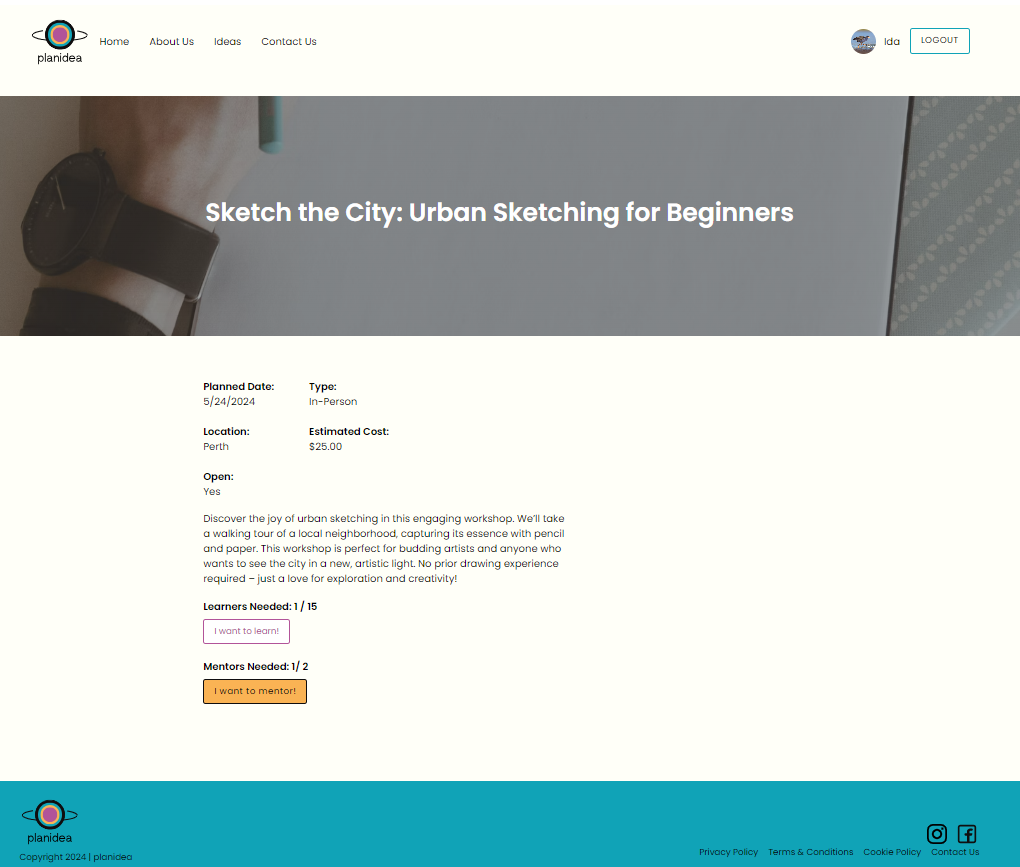 planidea
Home About Us Ideas Contact Us
Ida LOGOUT
Sketch the City: Urban Sketching for Beginners
Planned Date: Type:
5/24/2024 In-Person
Location: Estimated Cost:
Perth $25.00
Open:
Yes
Discover the joy of urban sketching in this engaging workshop. We'll take
a walking tour of a local neighborhood, capturing its essence with pencil
and paper. This workshop is perfect for budding artists and anyone who
wants to see the city in a new, artistic light. No prior drawing experience
required – just a love for exploration and creativity!
Learners Needed: 1 / 15
I want to learn!
Mentors Needed: 1/ 2
I want to mentor!
planidea
Copyright 2024 | planidea
Privacy Policy Terms & Conditions Cookie Policy Contact Us